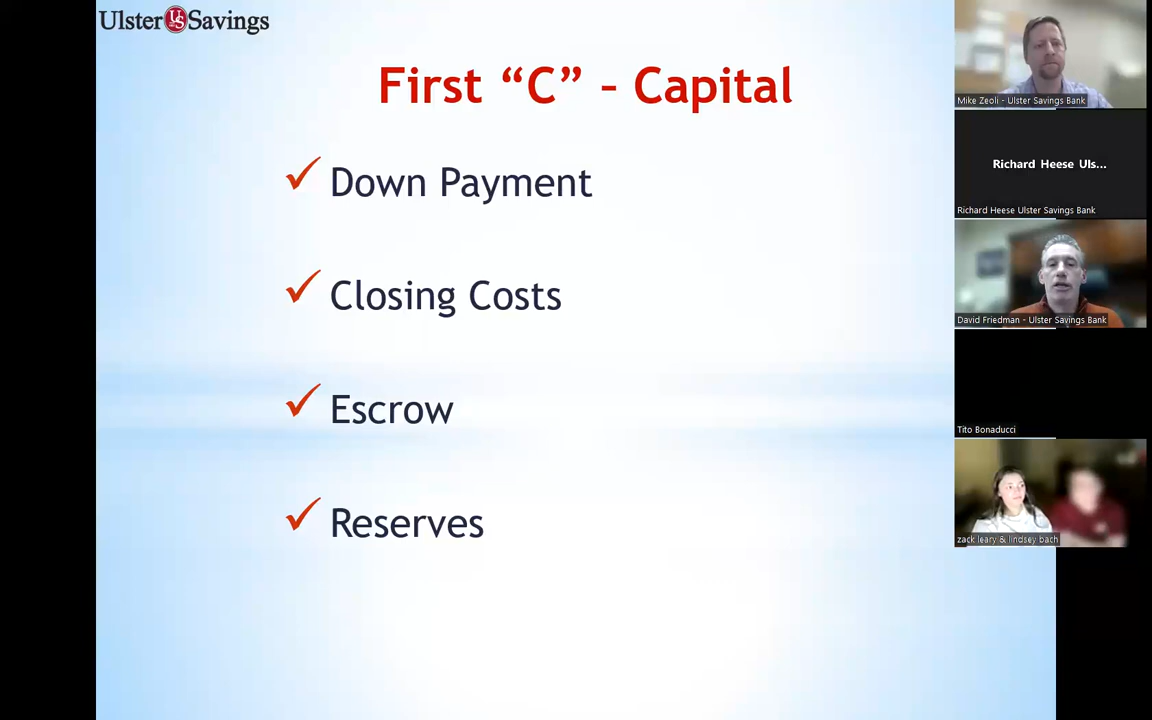 Ulster US Savings
First “C” – Capital
✓ Down Payment
✓ Closing Costs
✓ Escrow
✓ Reserves
Mike Zeoli - Ulster Savings Bank
Richard Heese Uls...
Richard Heese Ulster Savings Bank
David Friedman - Ulster Savings Bank
Tito Bonaducci
zack leary & lindsey bach